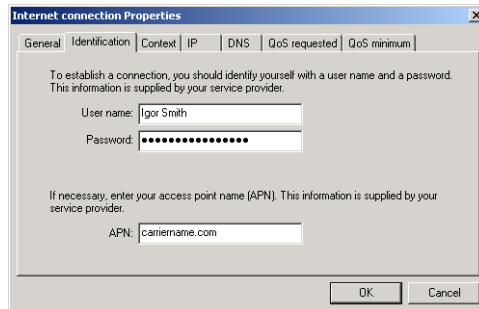 Internet connection Properties
General Identification Context IP DNS QoS requested QoS minimum
To establish a connection, you should identify yourself with a user name and a password.
This information is supplied by your service provider.
User name: Igor Smith
Password: ••••••••••••••••
If necessary, enter your access point name (APN). This information is supplied by your
service provider.
APN: carriername.com
OK Cancel